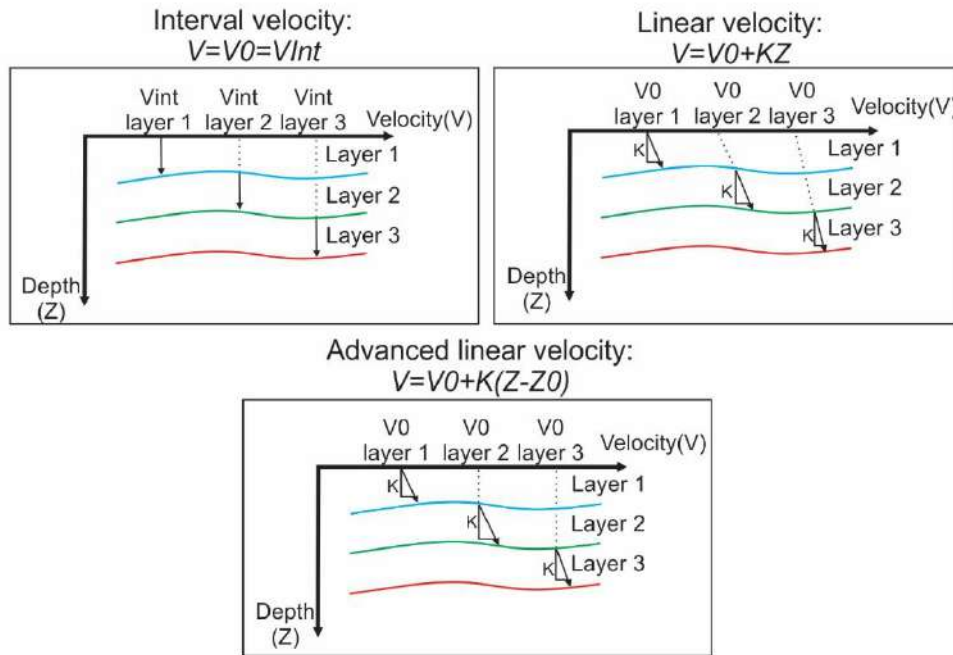 Interval velocity:
V=V0=VInt
Vint Vint Vint
layer 1 layer 2 layer 3 Velocity(V)
Layer 1
Layer 2
Layer 3
Depth
(Z)
Linear velocity:
V=V0+KZ
V0 V0 V0
layer 1 layer 2 layer 3 Velocity(V)
K Layer 1
K Layer 2
K Layer 3
Depth
(Z)
Advanced linear velocity:
V=V0+K(Z-Z0)
V0 V0 V0
layer 1 layer 2 layer 3 Velocity(V)
K Layer 1
K Layer 2
K Layer 3
Depth
(Z)